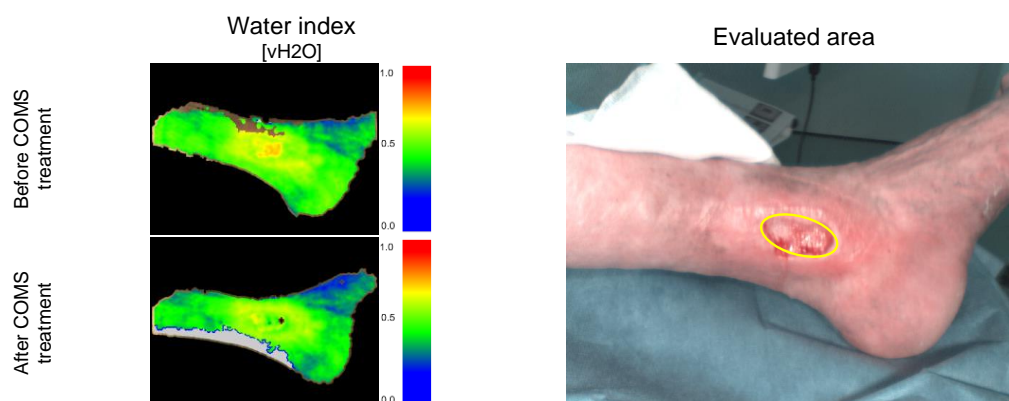 Water index
[vH2O]
Evaluated area
Before COMS
treatment
1.0
0.5
0.0
After COMS
treatment
1.0
0.5
0.0